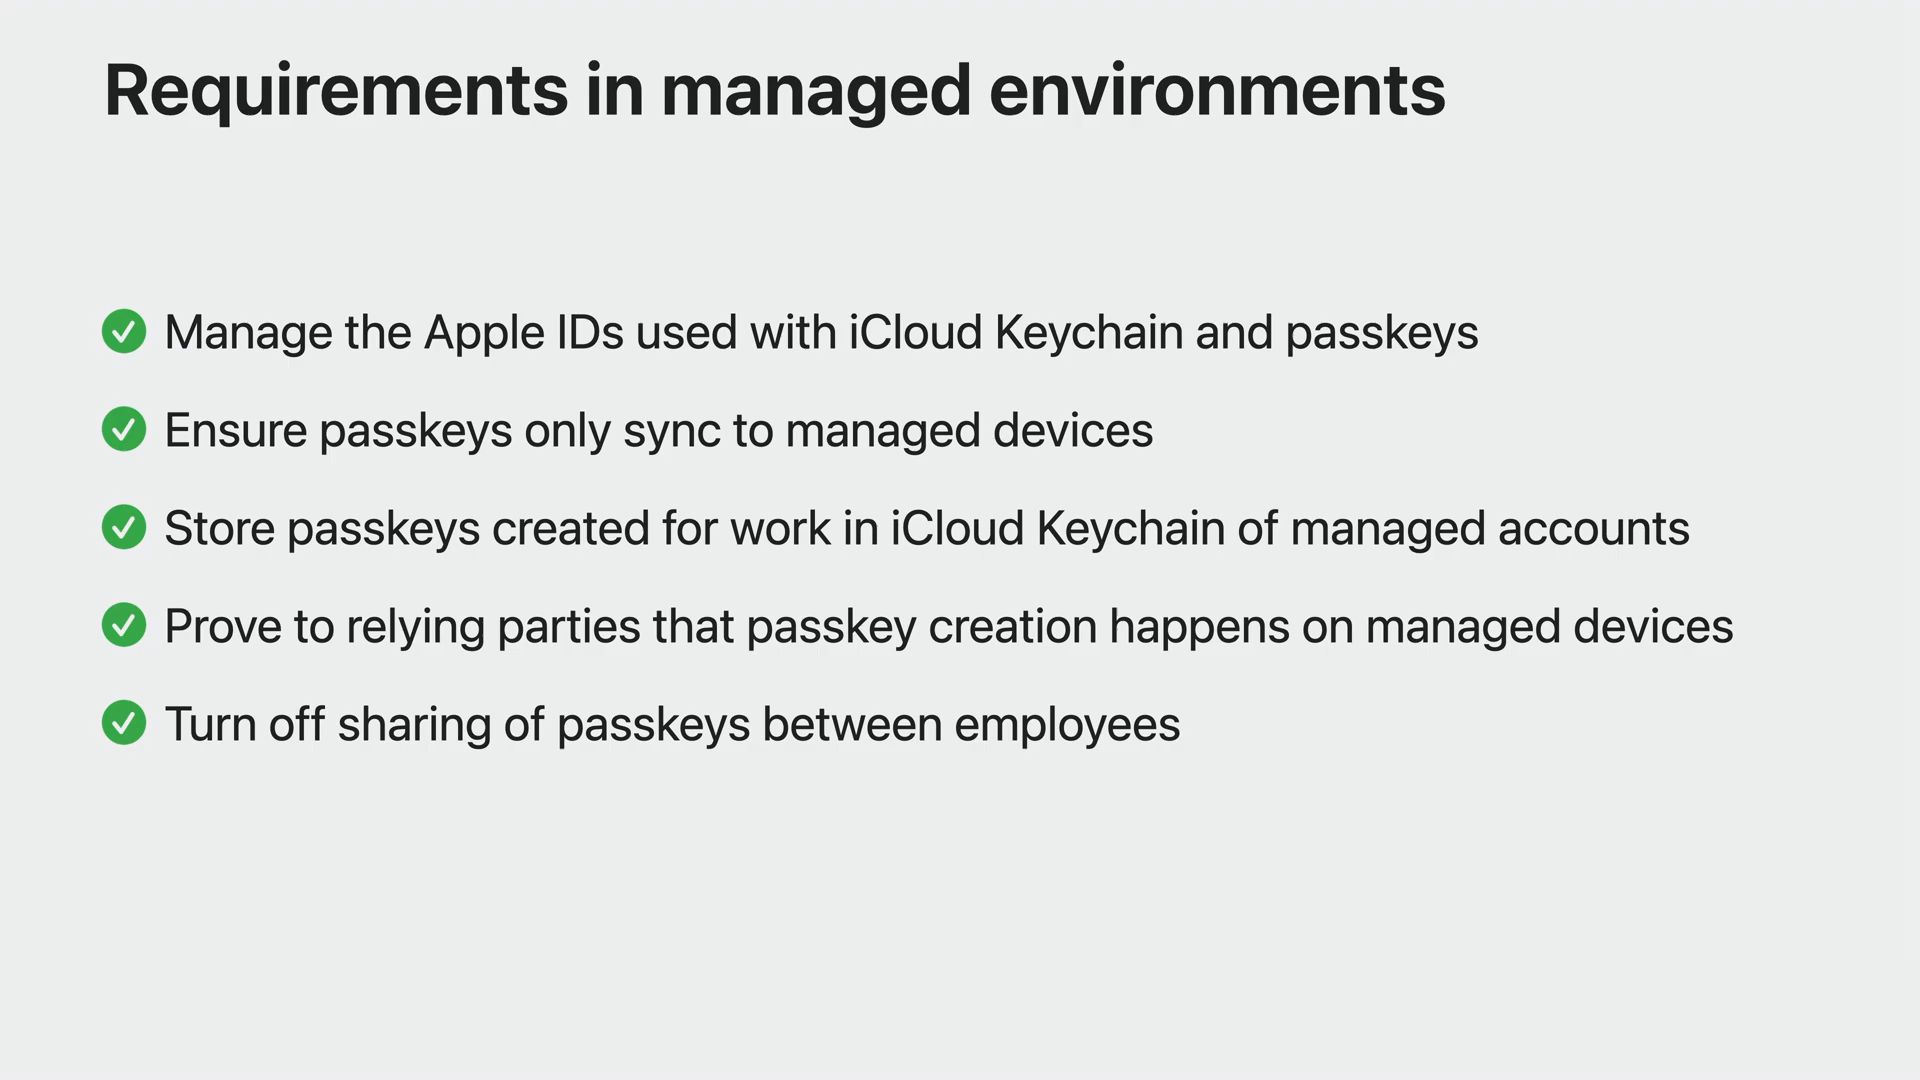 Requirements in managed environments
Manage the Apple IDs used with iCloud Keychain and passkeys
Ensure passkeys only sync to managed devices
Store passkeys created for work in iCloud Keychain of managed accounts
Prove to relying parties that passkey creation happens on managed devices
Turn off sharing of passkeys between employees